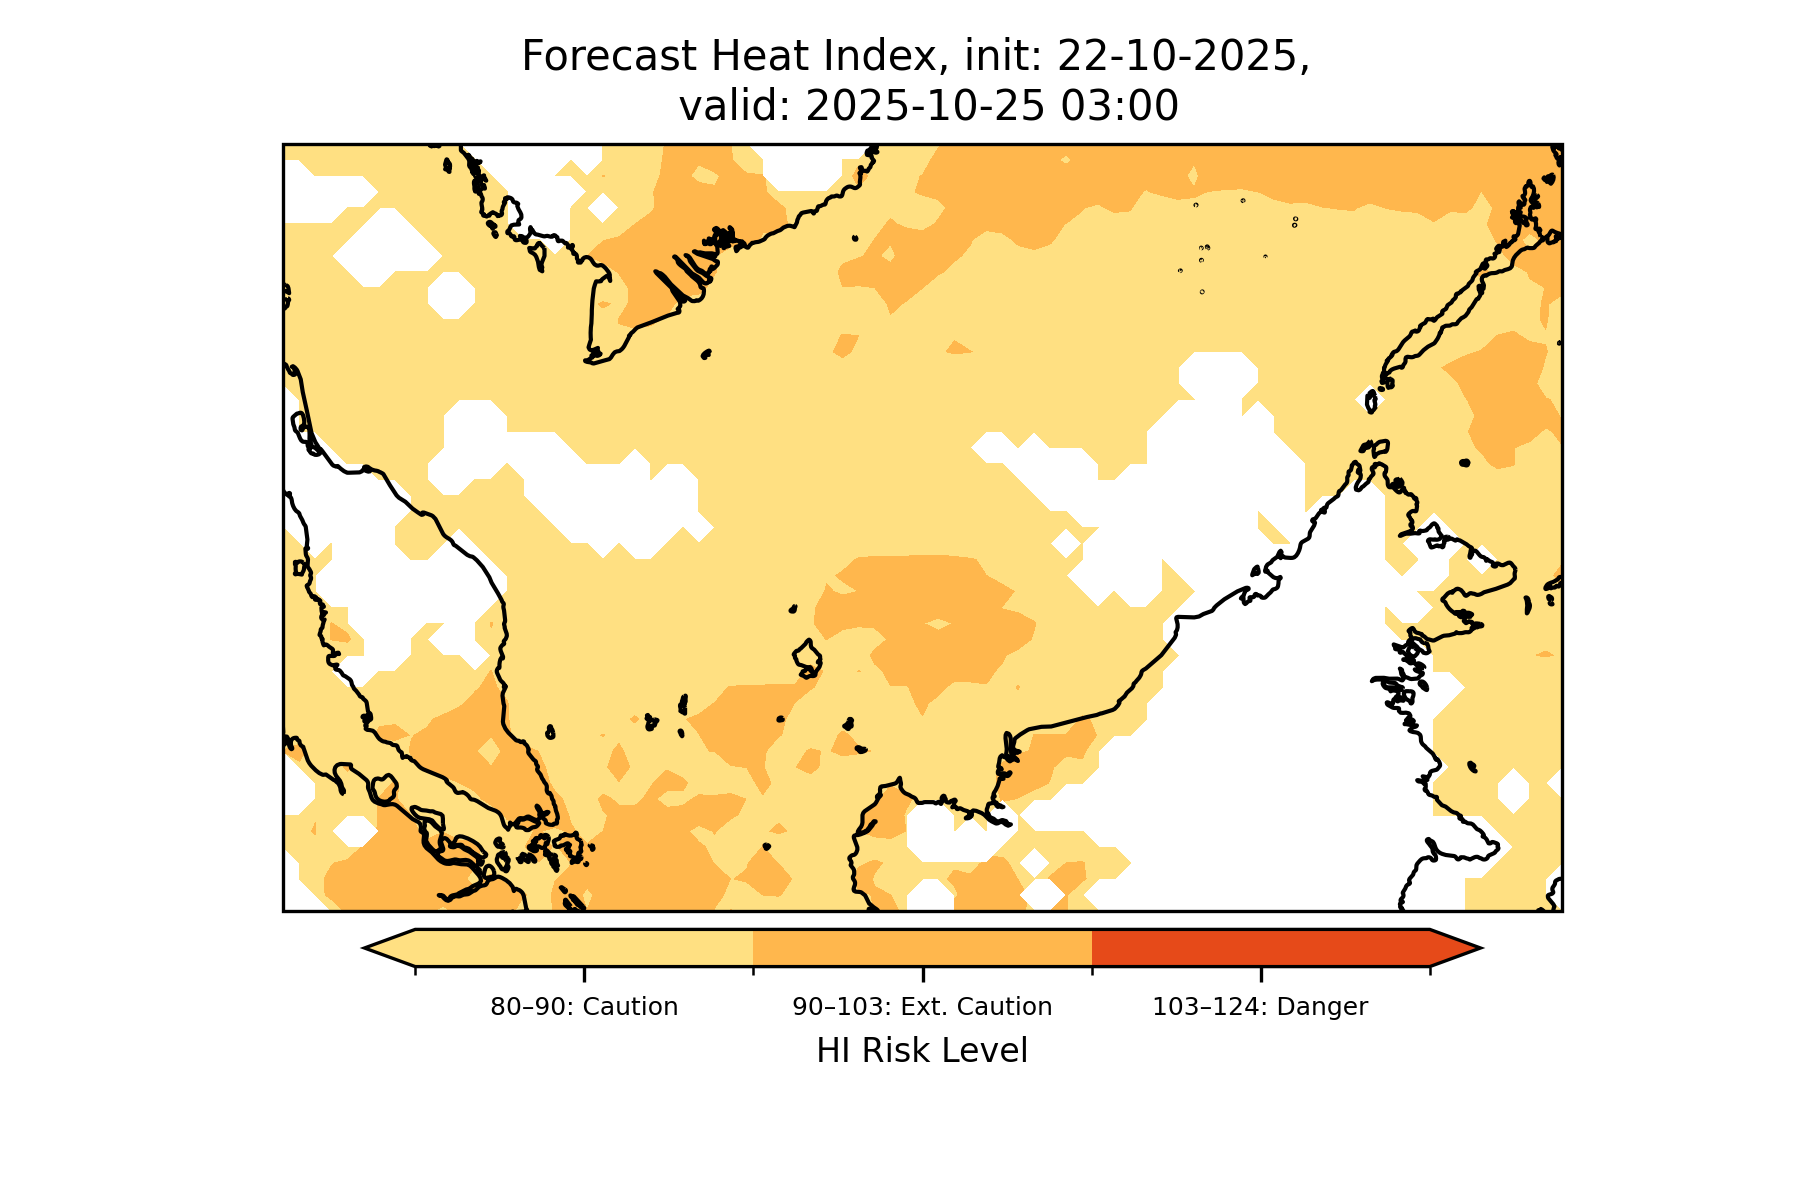 Forecast Heat Index, init: 22-10-2025,
valid: 2025-10-25 03:00
80–90: Caution
90–103: Ext. Caution
103–124: Danger
HI Risk Level